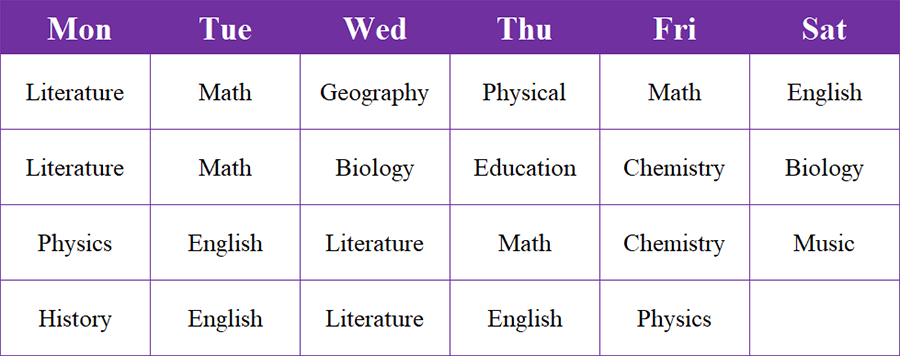 Mon Tue Wed Thu Fri Sat
Literature Math Geography Physical Math English
Literature Math Biology Education Chemistry Biology
Physics English Literature Math Chemistry Music
History English Literature English Physics